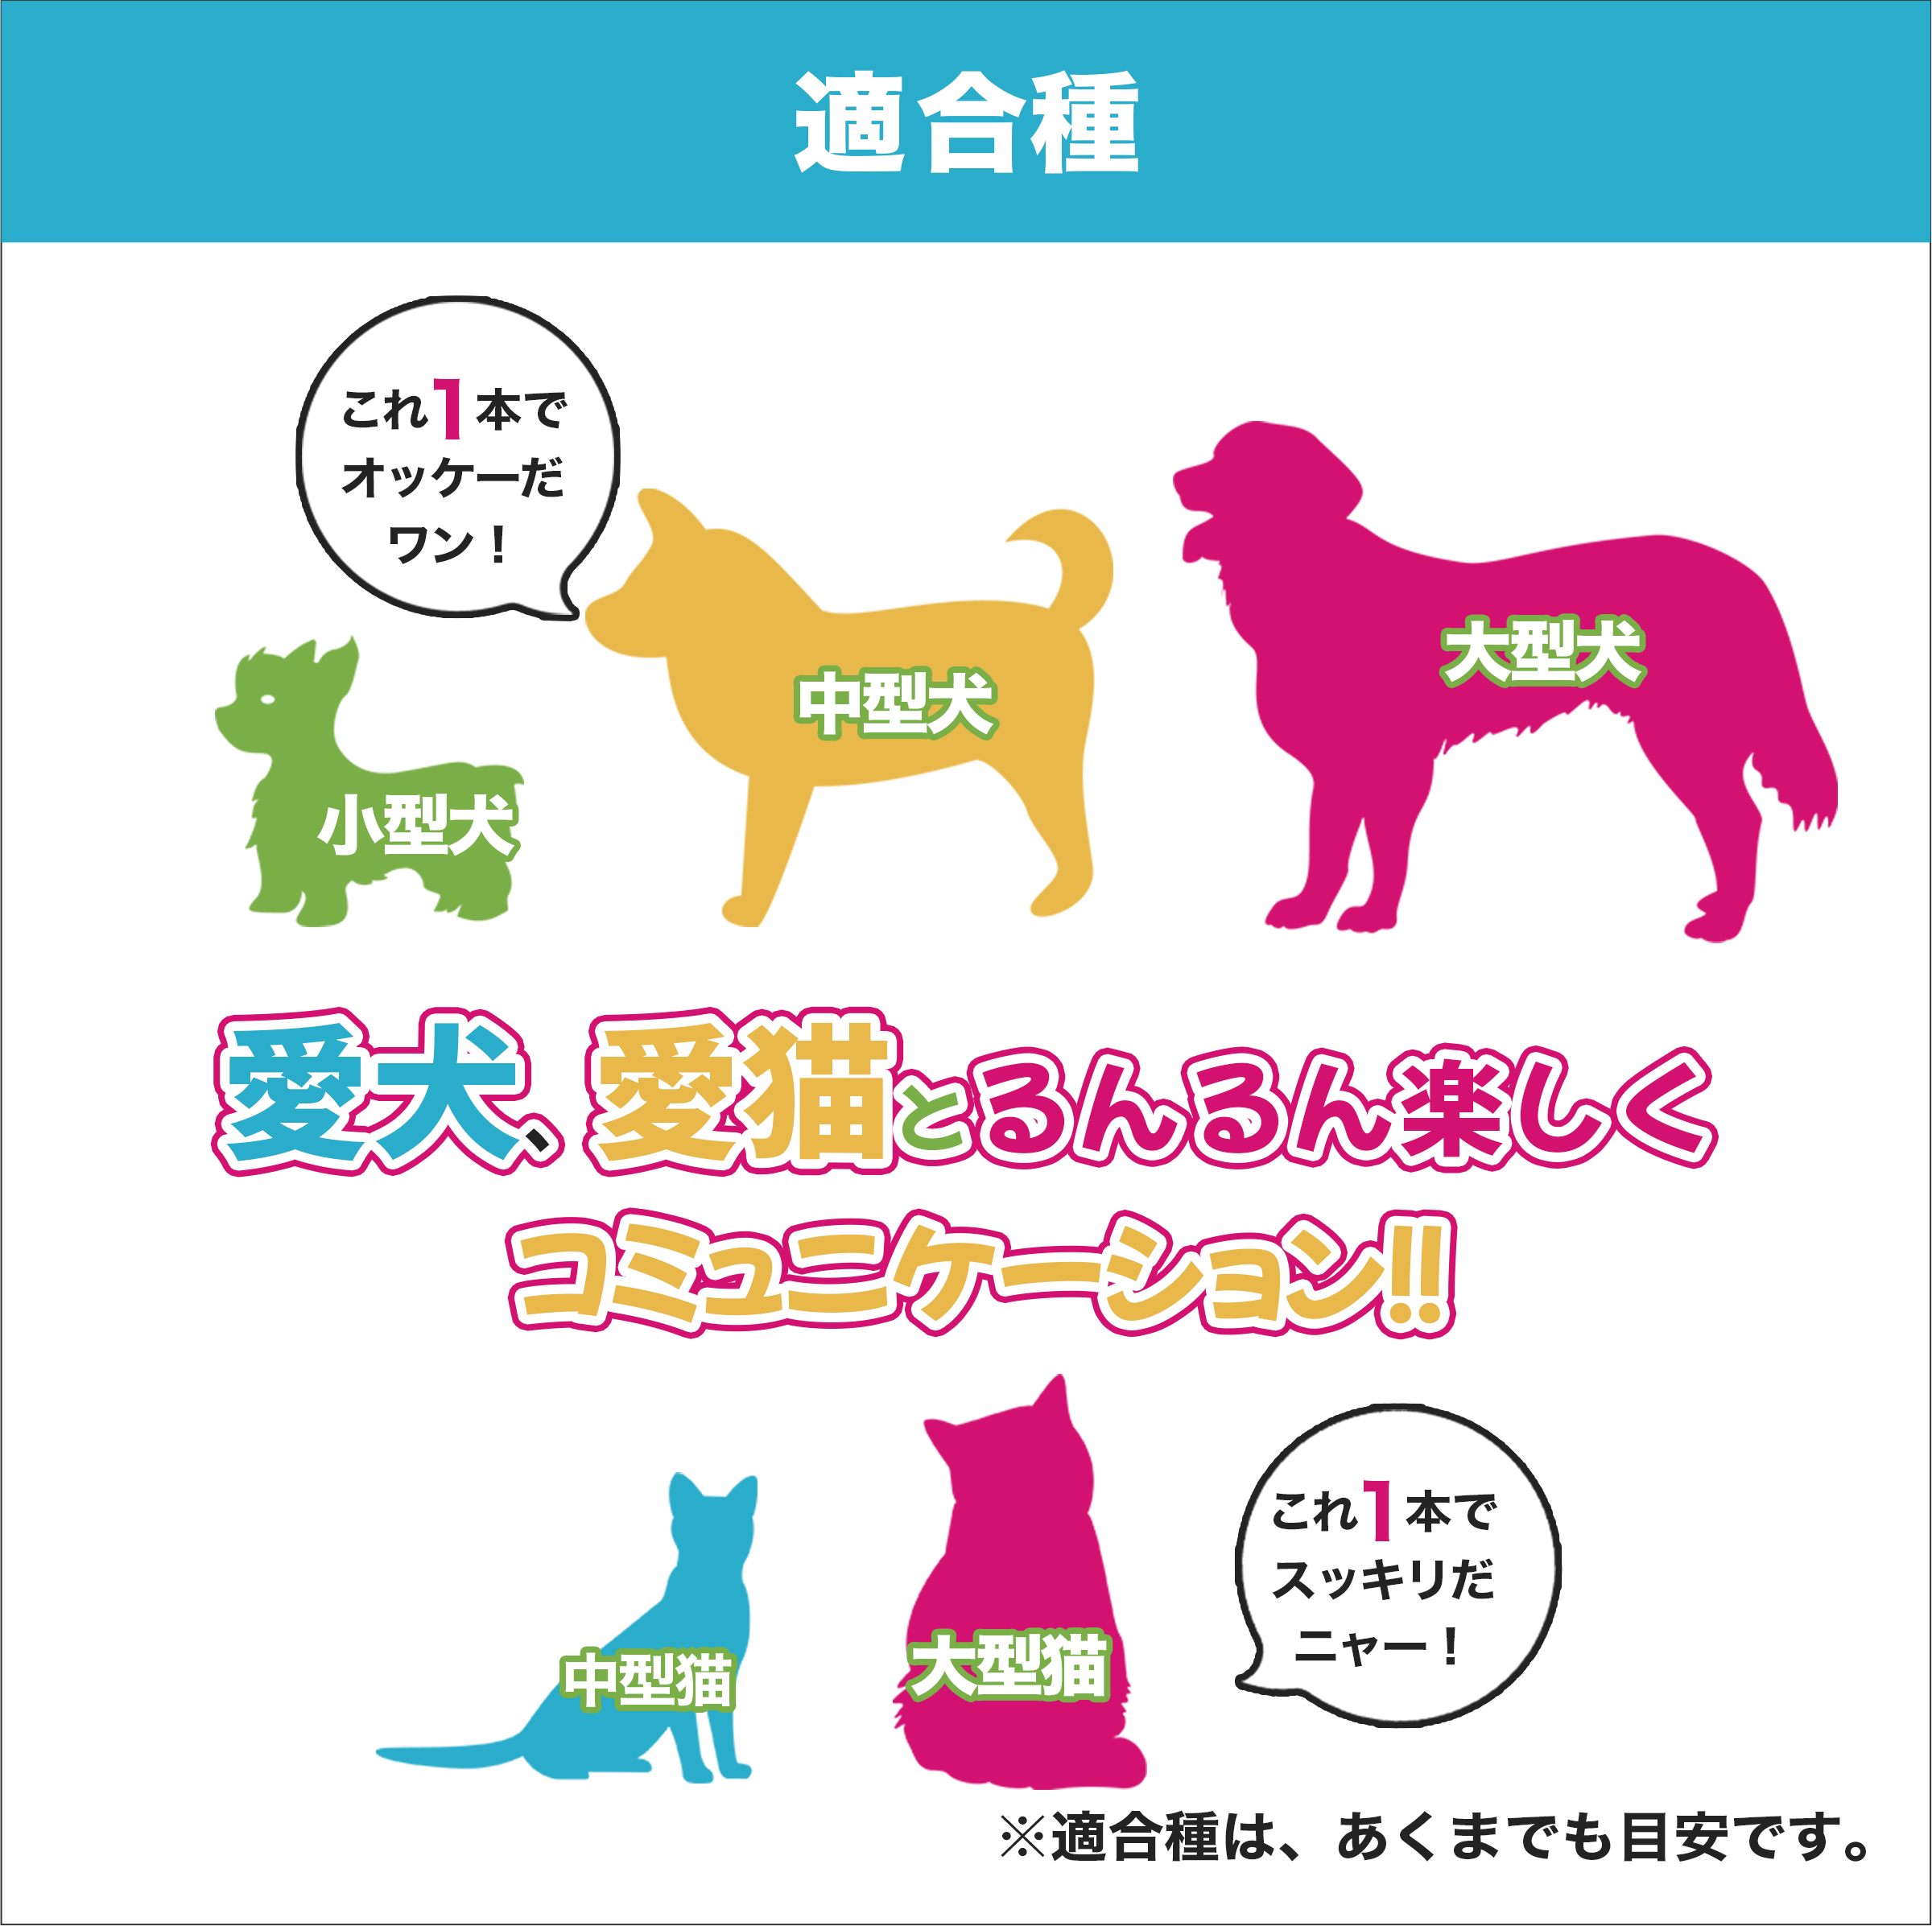 適合種
これ1本で
オッケーだ
ワン！
小型犬
中型犬
大型犬
愛犬、愛猫とるんるん楽しく
コミュニケーション!!
中型猫
大型猫
これ1本で
スッキリだ
ニャー！
※適合種は、あくまでも目安です。